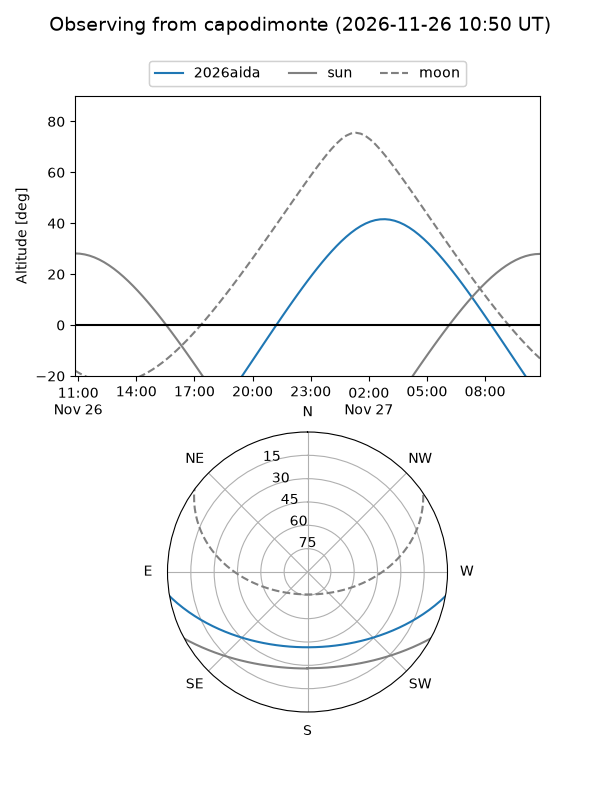 Observing from capodimonte (2026-11-26 10:50 UT)
2026aida sun moon
Altitude [deg]
80
60
40
20
0
−20
11:00 14:00 17:00 20:00 23:00 02:00 05:00 08:00
Nov 26 Nov 27
N
NE NW
15
30
45
60
75
E W
SE SW
S